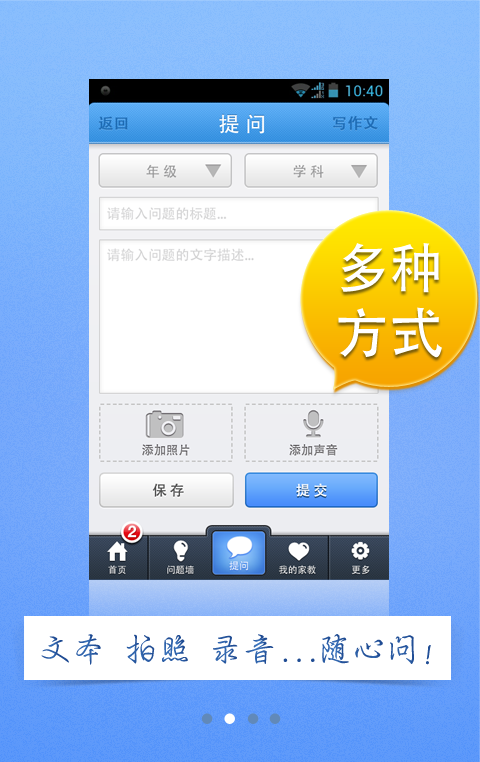 10:40
返回 提问 写作文
年级 学科
请输入问题的标题...
请输入问题的文字描述...
多种
方式
添加照片 添加声音
保存 提交
2
首页 问题墙 提问 我的家教 更多
文本 拍照 录音...随心问!